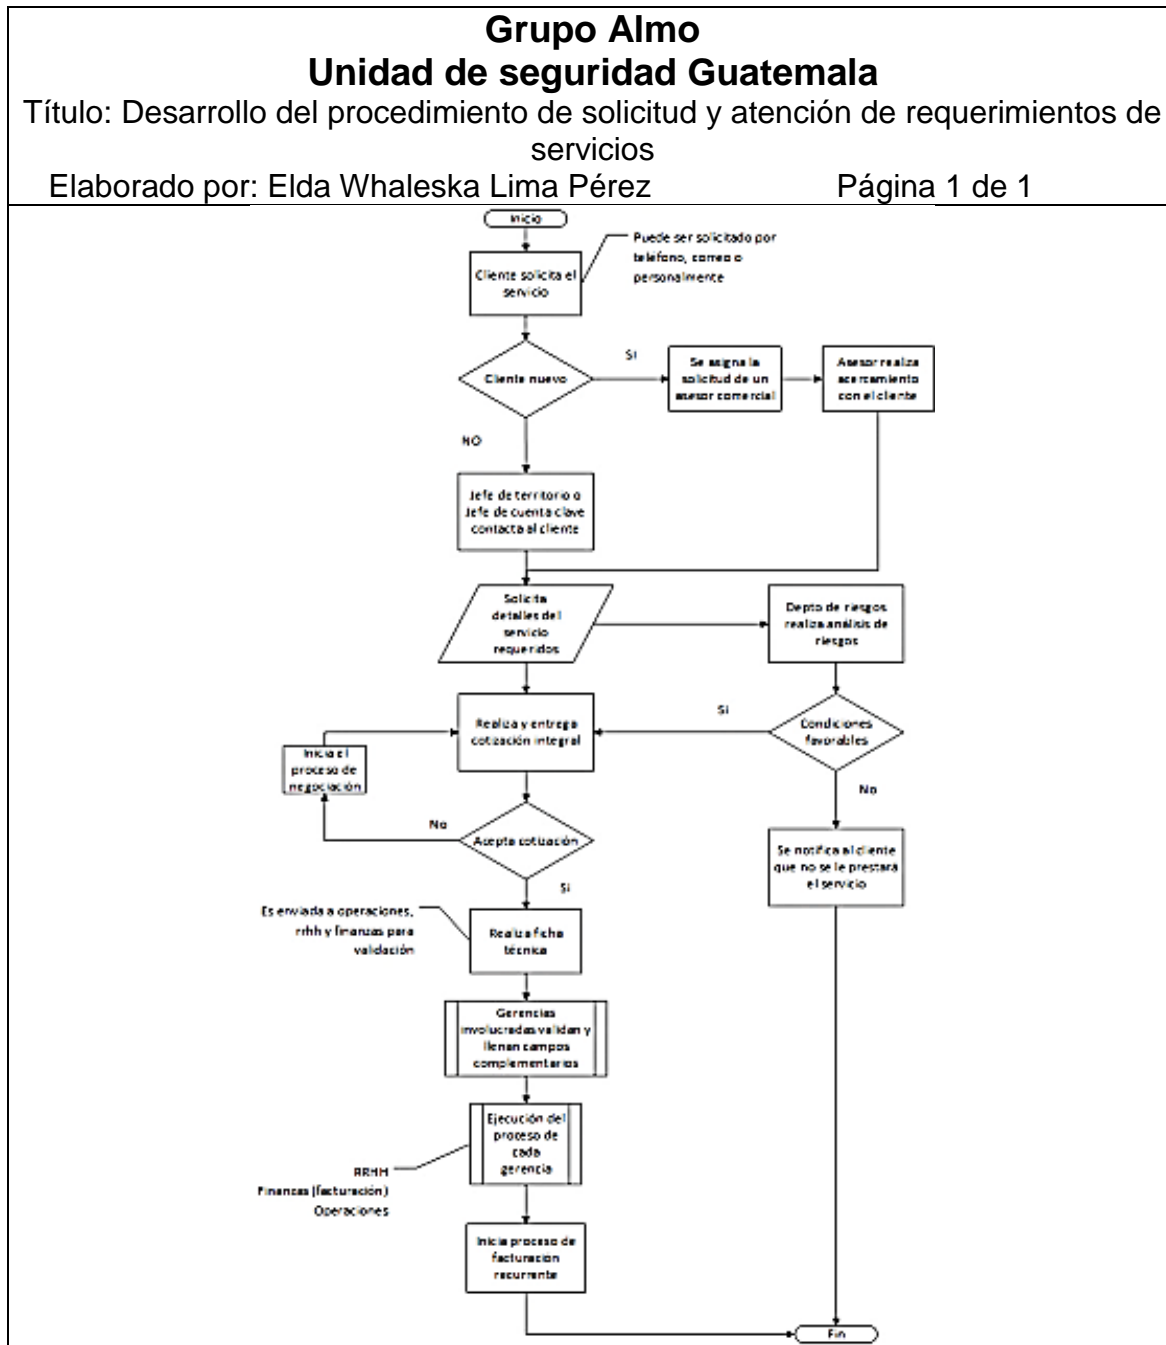 Grupo Almo
Unidad de seguridad Guatemala
Título: Desarrollo del procedimiento de solicitud y atención de requerimientos de
servicios
Elaborado por: Elda Whaleska Lima Pérez Página 1 de 1
Inicio
Cliente solicita el
servicio
Puede ser solicitado por
teléfono, correo o
personalmente
Cliente nuevo
Si
Se asigna la
solicitud de un
asesor comercial
Asesor realiza
acercamiento
con el cliente
NO
Jefe de territorio o
Jefe de cuenta clave
contacta al cliente
Solicita
detalles del
servicio
requeridos
Depto de riesgos
realiza análisis de
riesgos
Realiza y entrega
cotización integral
Si
Condiciones
favorables
Inicia el
proceso de
negociación
No
No
Acepta cotización
Se notifica al cliente
que no se le prestará
el servicio
Si
Es enviada a operaciones,
rrhh y finanzas para
validación
Realiza ficha
técnica
Gerencias
involucradas validan y
llenan campos
complementarios
Ejecución del
proceso de
cada
gerencia
RRHH
Finanzas (facturación)
Operaciones
Inicia proceso de
facturacion
recurrente
Fin